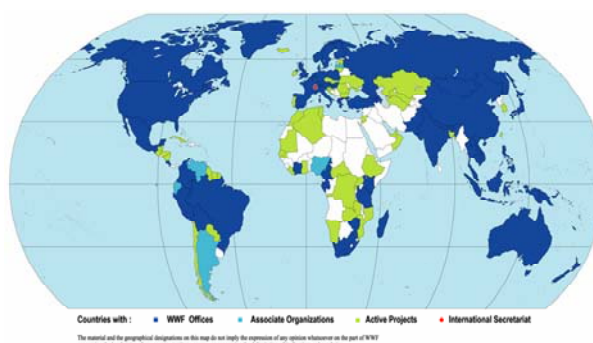 Countries with : WWF Offices Associate Organizations Active Projects International Secretariat
The material and the geographical designations on this map do not imply the expression of any opinion whatsoever on the part of WWF